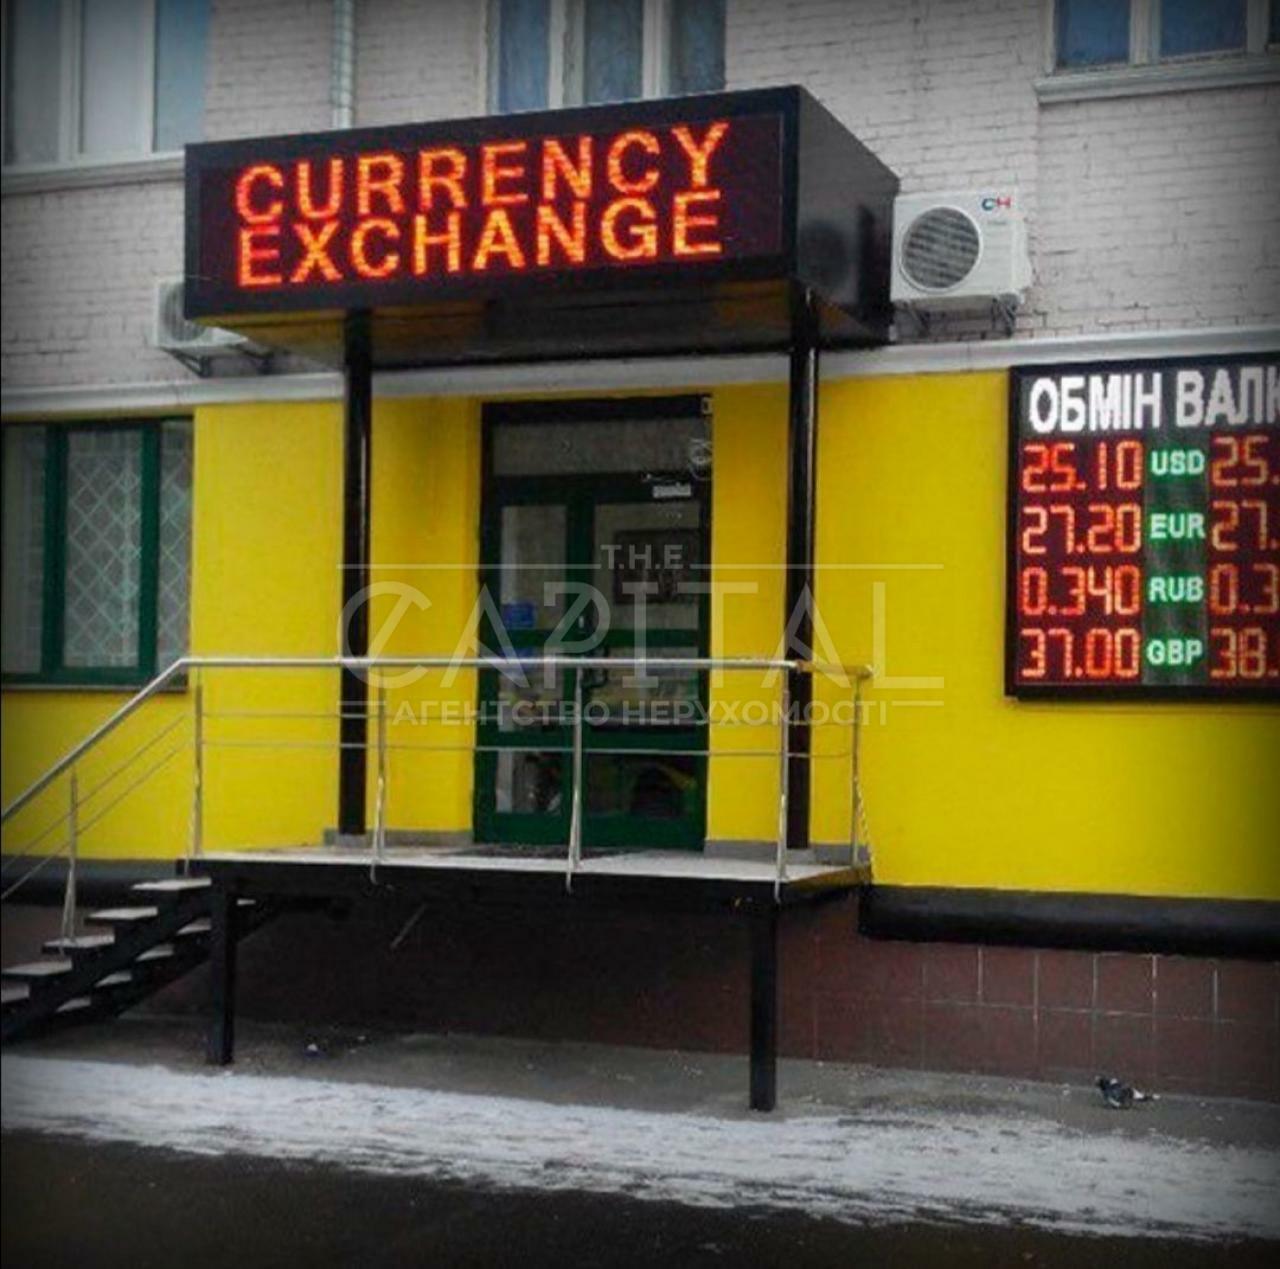 CURRENCY
EXCHANGE
CH
ОБМІН
25.10 USD 25.
27.20 EUR 27.
0.340 RUB 0.3
37.00 GBP 38.
T.H.E
CAPITAL
АГЕНТСТВО НЕРУХОМОСТІ